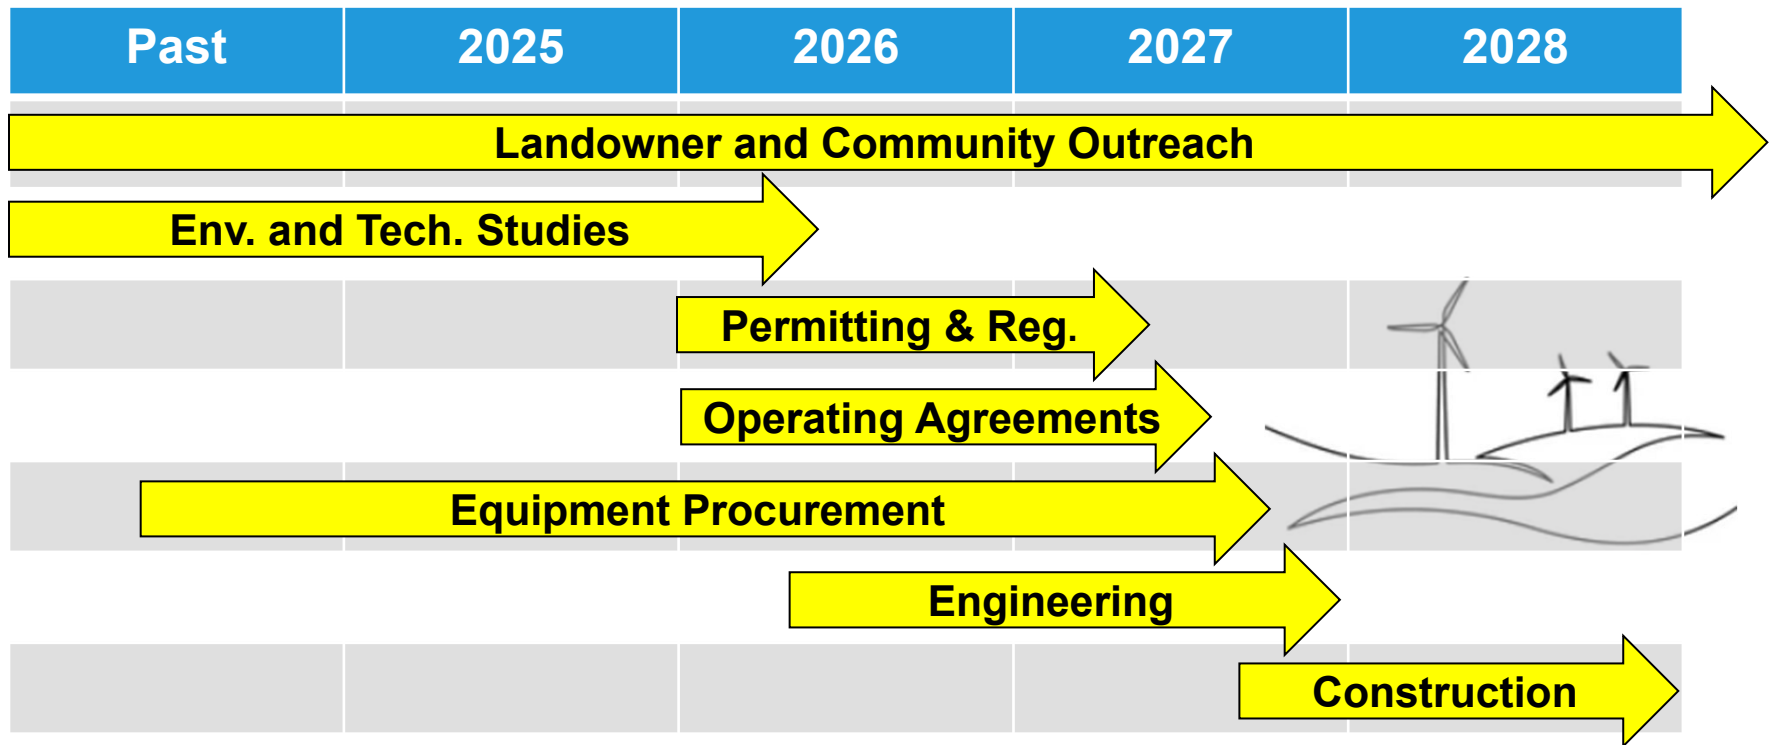 Past 2025 2026 2027 2028
Landowner and Community Outreach
Env. and Tech. Studies
Permitting & Reg.
Operating Agreements
Equipment Procurement
Engineering
Construction